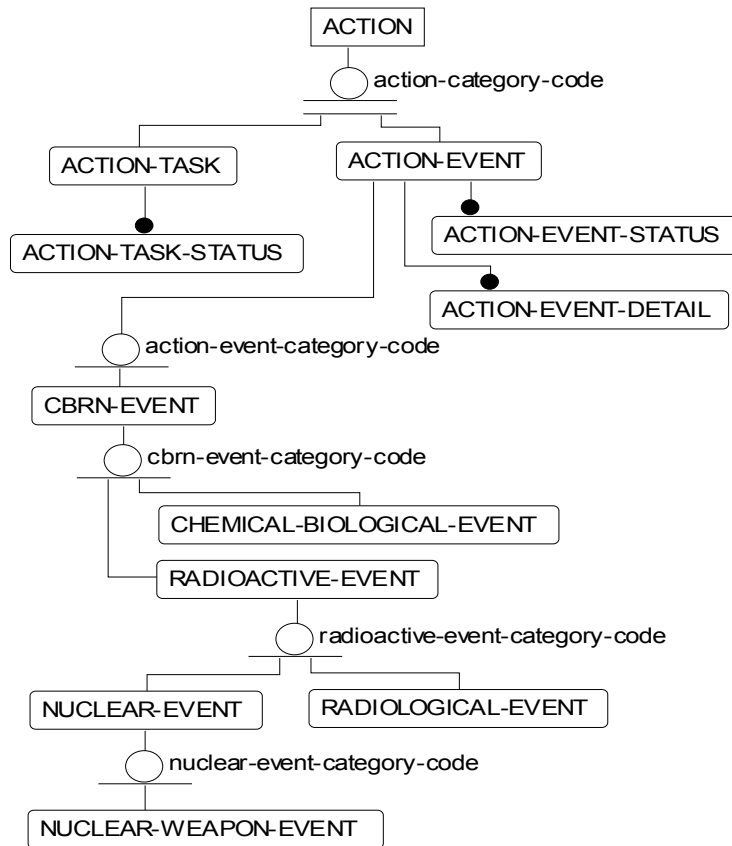 ACTION
action-category-code
ACTION-TASK
ACTION-EVENT
ACTION-TASK-STATUS
ACTION-EVENT-STATUS
ACTION-EVENT-DETAIL
action-event-category-code
CBRN-EVENT
cbrn-event-category-code
CHEMICAL-BIOLOGICAL-EVENT
RADIOACTIVE-EVENT
radioactive-event-category-code
NUCLEAR-EVENT
RADIOLOGICAL-EVENT
nuclear-event-category-code
NUCLEAR-WEAPON-EVENT